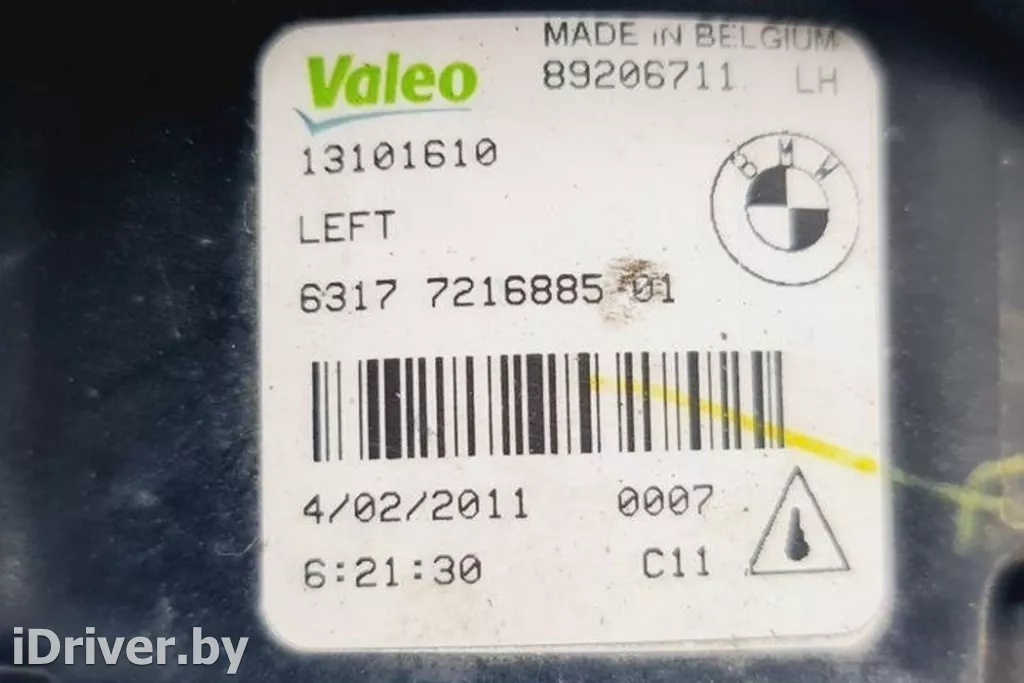 Valeo
MADE IN BELGIUM
89206711 LH
13101610
BMW
LEFT
6317 7216885 01
4/02/2011 0007
6:21:30 C11
iDriver.by